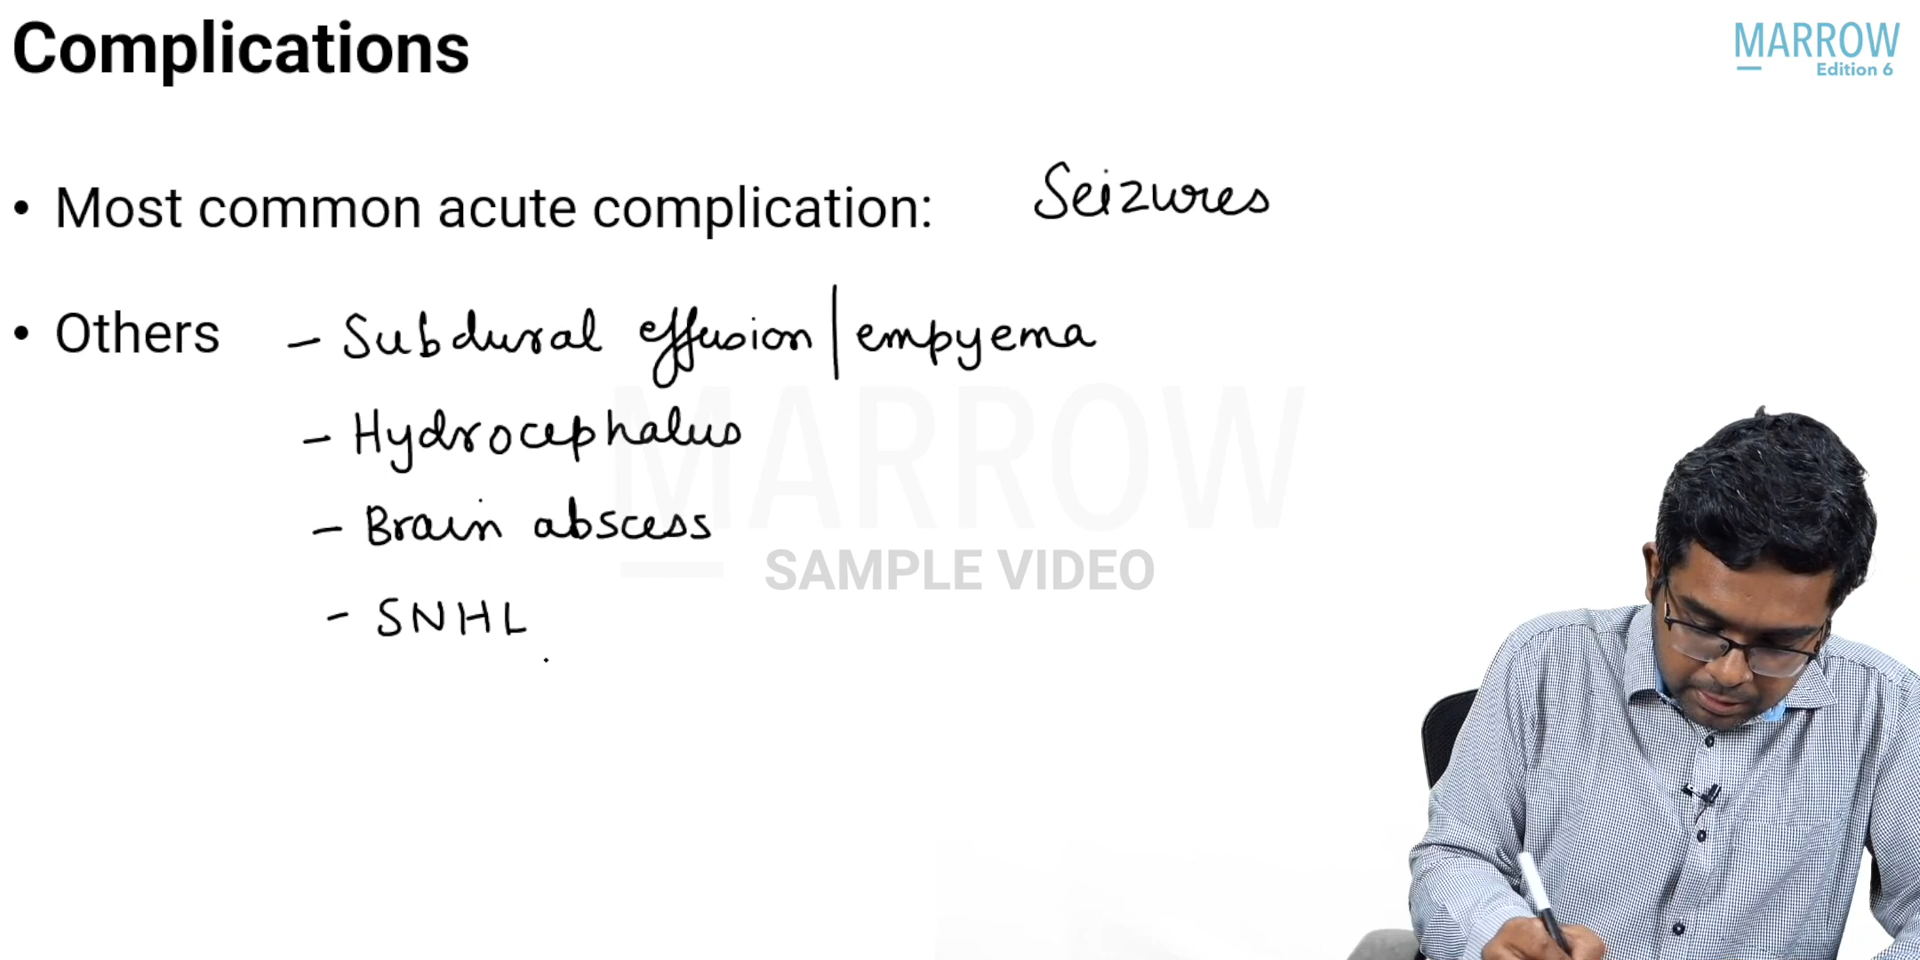 Complications
MARROW
Edition 6
• Most common acute complication: Seizures
• Others - Subdural effusion | empyema
- Hydrocephalus
- Brain abscess
- SNHL
MARROW
SAMPLE VIDEO